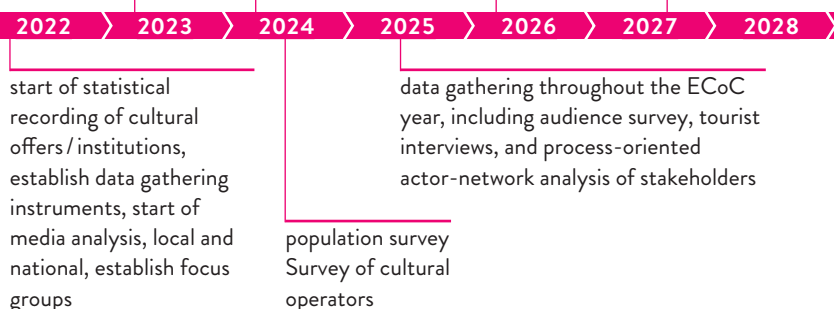 2022 2023 2024 2025 2026 2027 2028
start of statistical
recording of cultural
offers / institutions,
establish data gathering
instruments, start of
media analysis, local and
national, establish focus
groups
population survey
Survey of cultural
operators
data gathering throughout the ECoC
year, including audience survey, tourist
interviews, and process-oriented
actor-network analysis of stakeholders